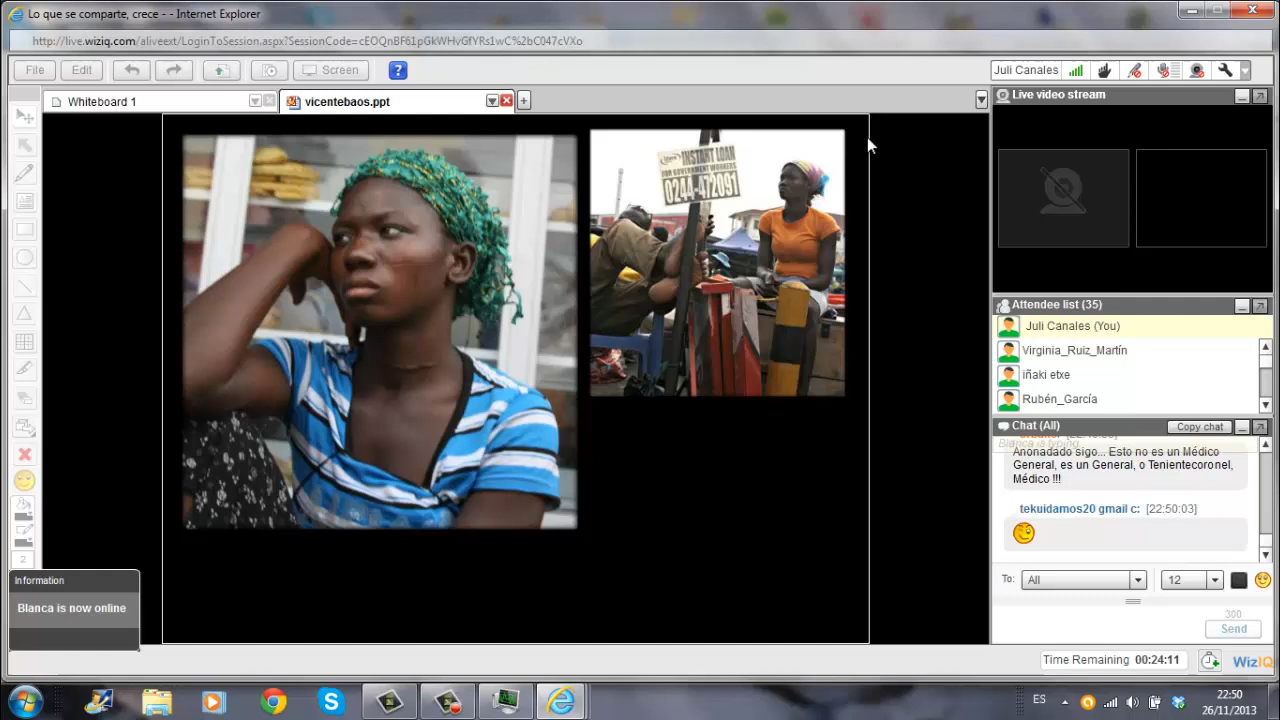 Lo que se comparte, crece - - Internet Explorer
http://live.wiziq.com/aliveext/LoginToSession.aspx?SessionCode=cEOQnBF61pGkWHvGfYRs1wC%2bC047cVXo
File Edit Screen ? Juli Canales
Whiteboard 1 vicentebaos.ppt
Live video stream
INSTANT LOAN
FOR GOVERNMENT WORKERS
0244-472091
Attendee list (35)
Juli Canales (You)
Virginia_Ruiz_Martín
iñaki etxe
Rubén_García
Chat (All) Copy chat
Blanca is typing
Anonadado sigo... Esto no es un Médico
General, es un General, o Tenientecoronel,
Médico !!!
tekuidamos20 gmail c: [22:50:03]
To: All 12
300
Send
2
Information
Blanca is now online
Time Remaining 00:24:11
WizIQ
ES
22:50
26/11/2013